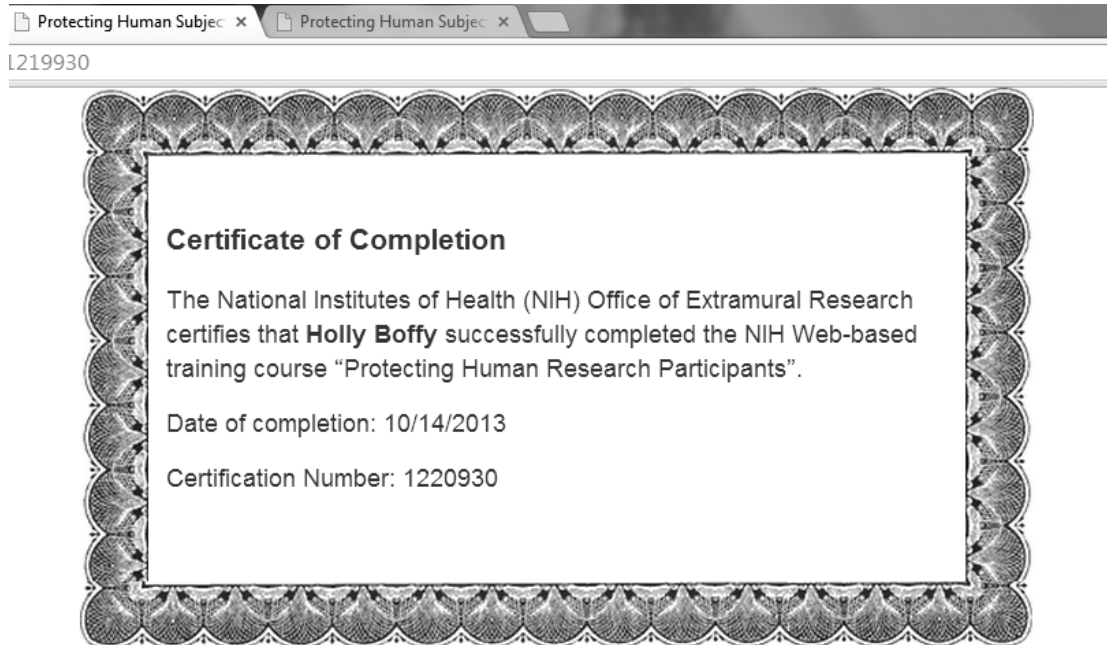 Protecting Human Subjec × Protecting Human Subjec ×
1219930
Certificate of Completion
The National Institutes of Health (NIH) Office of Extramural Research
certifies that Holly Boffy successfully completed the NIH Web-based
training course “Protecting Human Research Participants”.
Date of completion: 10/14/2013
Certification Number: 1220930